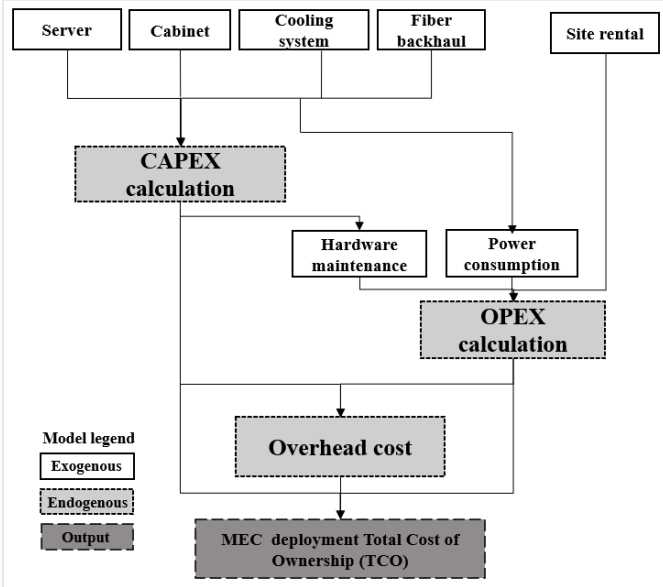 Server
Cabinet
Cooling
system
Fiber
backhaul
Site rental
CAPEX
calculation
Hardware
maintenance
Power
consumption
OPEX
calculation
Overhead cost
Model legend
Exogenous
Endogenous
Output
MEC deployment Total Cost of
Ownership (TCO)